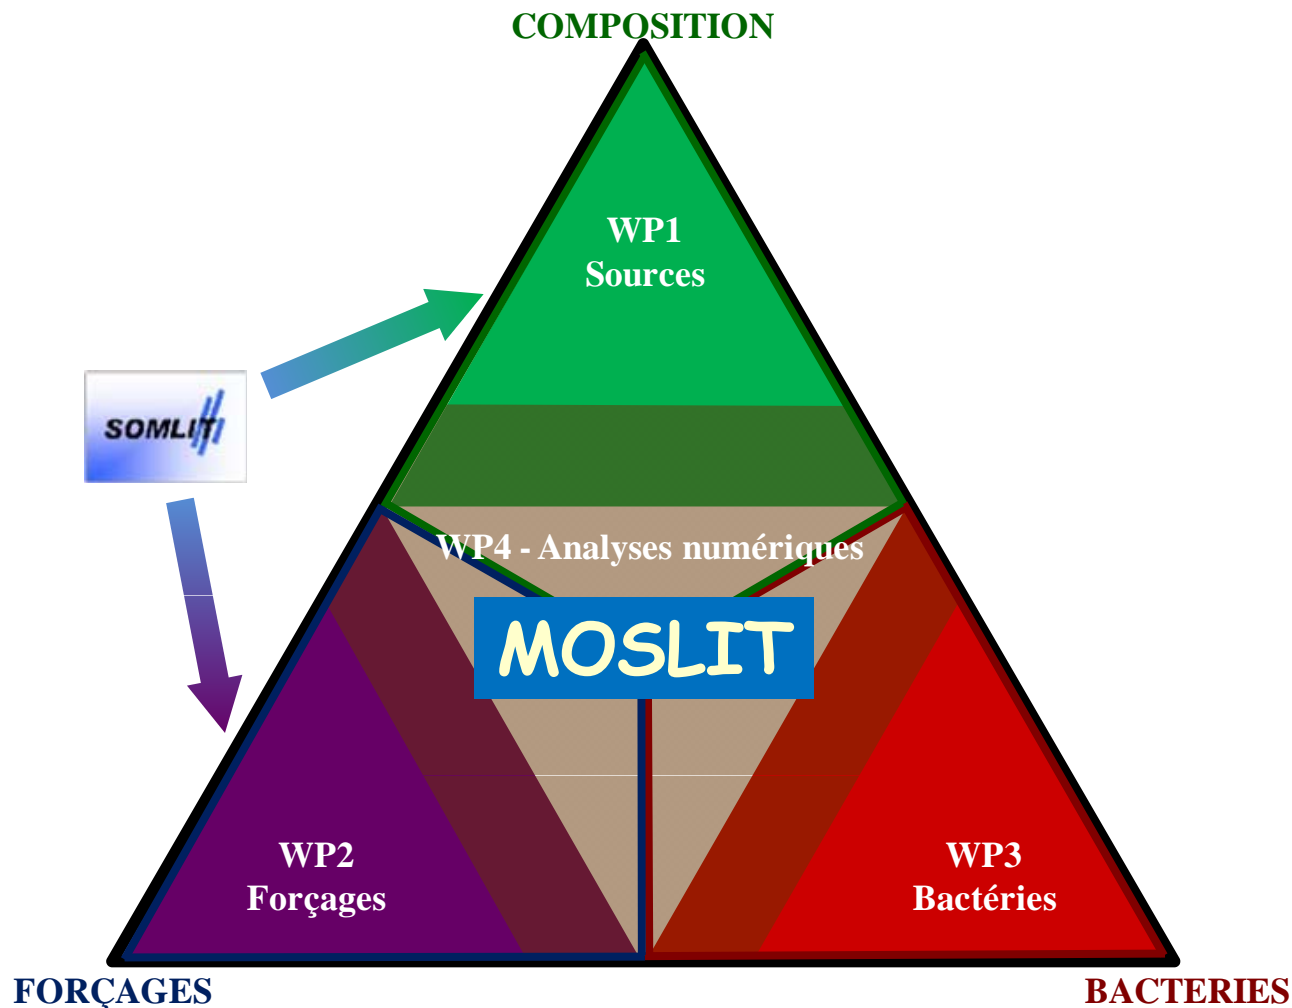 COMPOSITION
WP1
Sources
SOMLIT
WP4 - Analyses numériques
MOSLIT
WP2
Forçages
WP3
Bactéries
FORÇAGES
BACTERIES